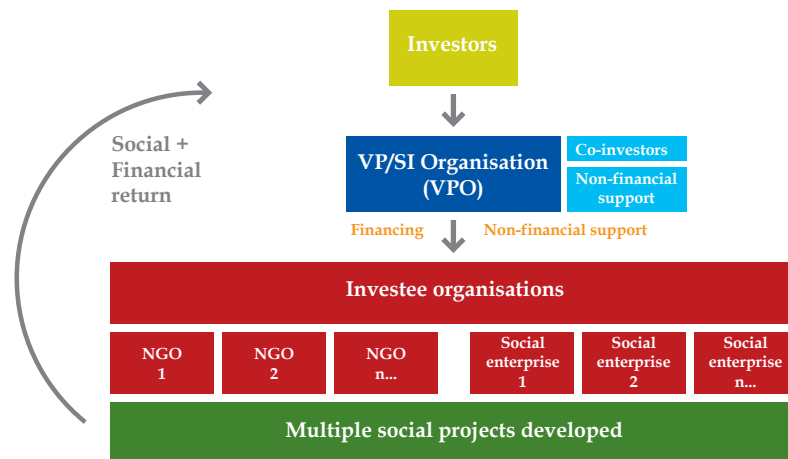 Investors
Social +
Financial
return
VP/SI Organisation
(VPO)
Co-investors
Non-financial
support
Financing
Non-financial support
Investee organisations
NGO
1
NGO
2
NGO
n...
Social
enterprise
1
Social
enterprise
2
Social
enterprise
n...
Multiple social projects developed